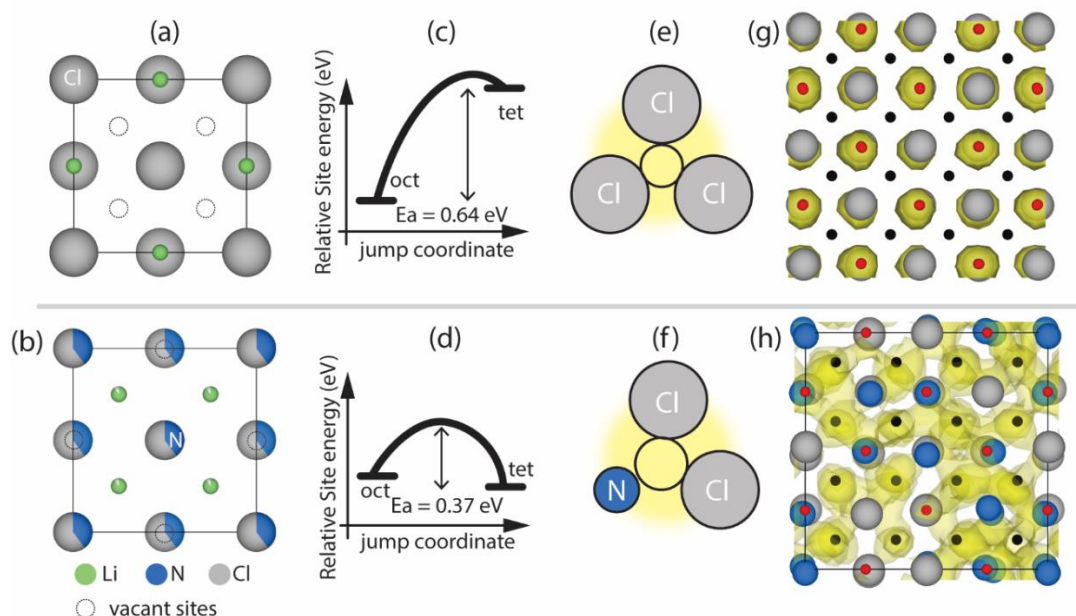 (a)
Cl
(c)
Relative Site energy (eV)
oct
tet
Ea = 0.64 eV
jump coordinate
(e)
Cl
Cl
Cl
(g)
(b)
N
Li
N
Cl
vacant sites
(d)
Relative Site energy (eV)
oct
tet
Ea = 0.37 eV
jump coordinate
(f)
Cl
N
Cl
(h)